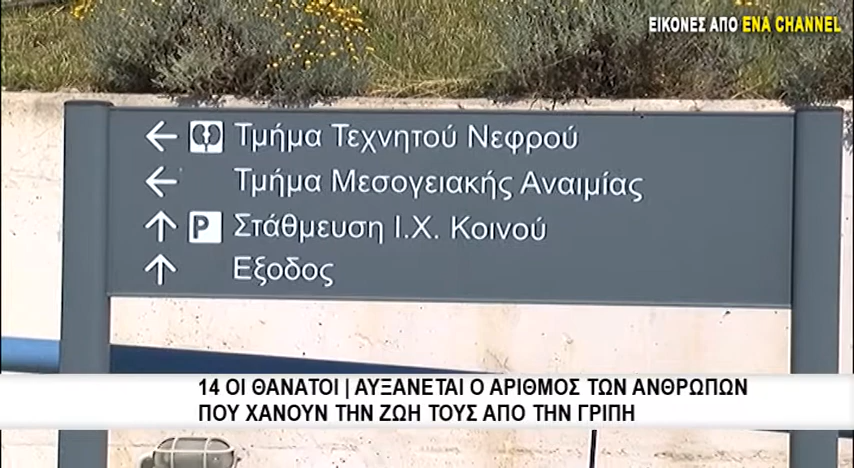 ΕΙΚΟΝΕΣ ΑΠΟ ΕΝΑ CHANNEL
Τμήμα Τεχνητού Νεφρού
Τμήμα Μεσογειακής Αναιμίας
P Στάθμευση Ι.Χ. Κοινού
Εξοδος
14 ΟΙ ΘΑΝΑΤΟΙ | ΑΥΞΑΝΕΤΑΙ Ο ΑΡΙΘΜΟΣ ΤΩΝ ΑΝΘΡΩΠΩΝ
ΠΟΥ ΧΑΝΟΥΝ ΤΗΝ ΖΩΗ ΤΟΥΣ ΑΠΟ ΤΗΝ ΓΡΙΠΗ